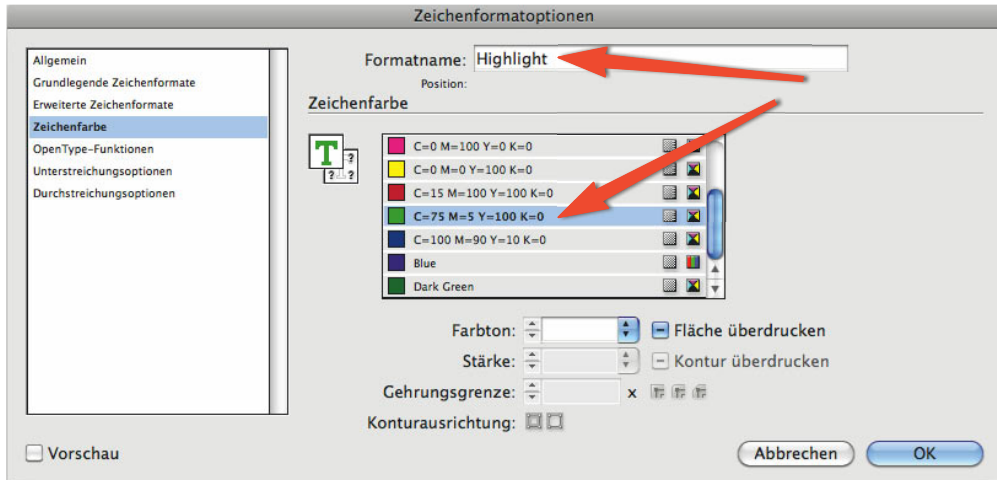 Zeichenformatoptionen
Allgemein
Grundlegende Zeichenformate
Erweiterte Zeichenformate
Zeichenfarbe
OpenType-Funktionen
Unterstreichungsoptionen
Durchstreichungsoptionen
Formatname: Highlight
Position:
Zeichenfarbe
T ? ? ?
C=0 M=100 Y=0 K=0
C=0 M=0 Y=100 K=0
C=15 M=100 Y=100 K=0
C=75 M=5 Y=100 K=0
C=100 M=90 Y=10 K=0
Blue
Dark Green
Farbton:
Fläche überdrucken
Stärke:
Kontur überdrucken
Gehrungsgrenze: x
Konturausrichtung:
Vorschau
Abbrechen
OK